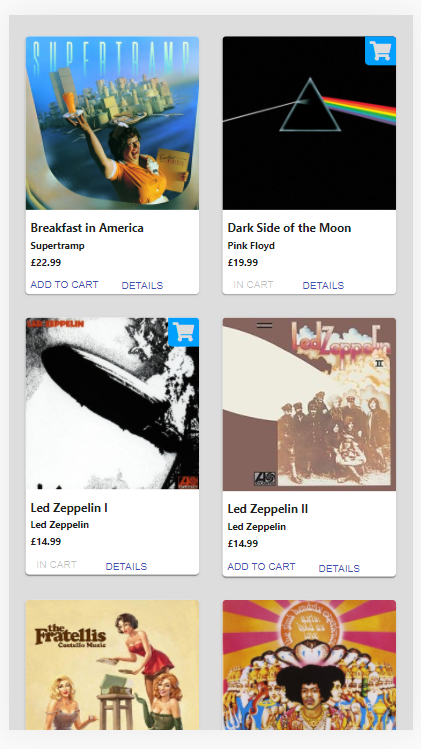 SUPERTRAMP
Breakfast in America
Supertramp
£22.99
ADD TO CART
DETAILS
Dark Side of the Moon
Pink Floyd
£19.99
IN CART
DETAILS
LED ZEPPELIN
Led Zeppelin I
Led Zeppelin
£14.99
IN CART
DETAILS
Led Zeppelin
II
Led Zeppelin II
Led Zeppelin
£14.99
ADD TO CART
DETAILS
the
Fratellis
Costello Music